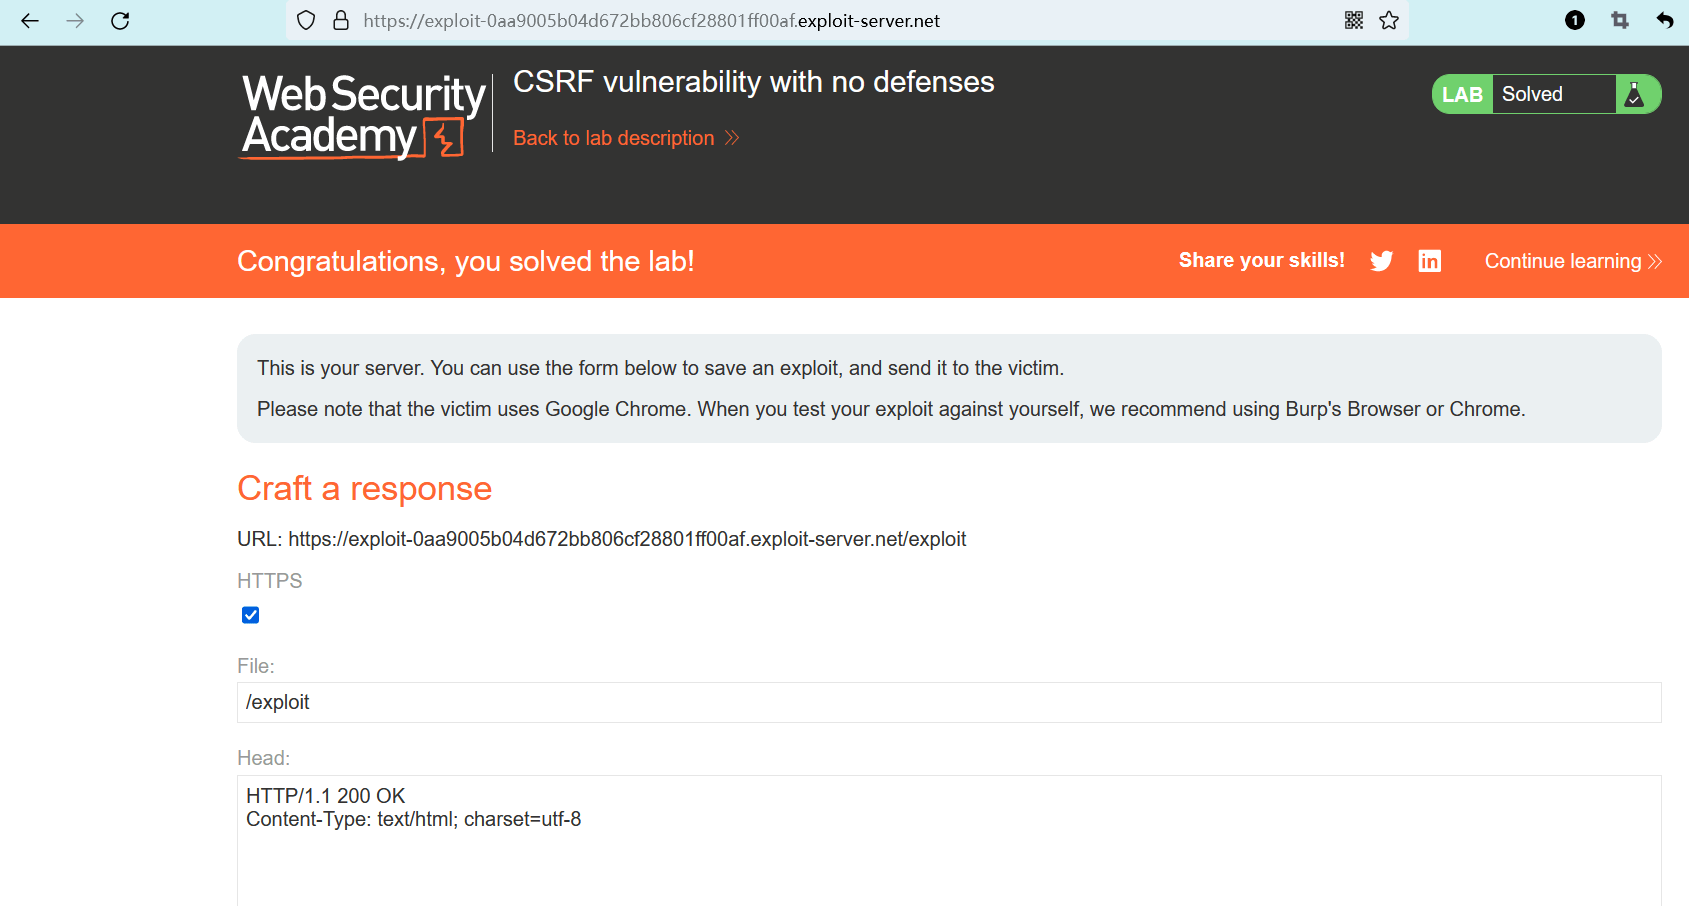 https://exploit-0aa9005b04d672bb806cf28801ff00af.exploit-server.net
1
Web Security
Academy
CSRF vulnerability with no defenses
Back to lab description
LAB Solved
Congratulations, you solved the lab!
Share your skills!
in
Continue learning
This is your server. You can use the form below to save an exploit, and send it to the victim.
Please note that the victim uses Google Chrome. When you test your exploit against yourself, we recommend using Burp's Browser or Chrome.
Craft a response
URL: https://exploit-0aa9005b04d672bb806cf28801ff00af.exploit-server.net/exploit
HTTPS
File:
/exploit
Head:
HTTP/1.1 200 OK
Content-Type: text/html; charset=utf-8